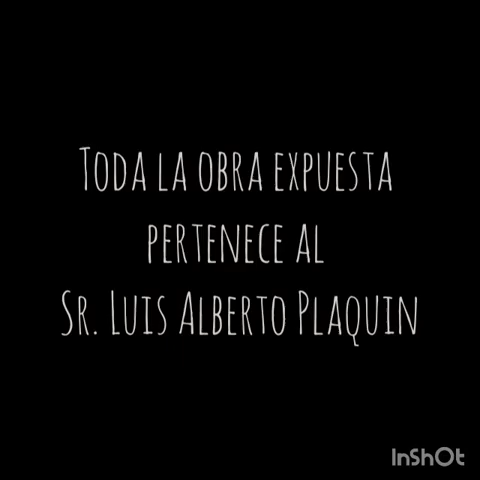 Toda la obra expuesta
pertenece al
Sr. Luis Alberto Plaquin
InShOt